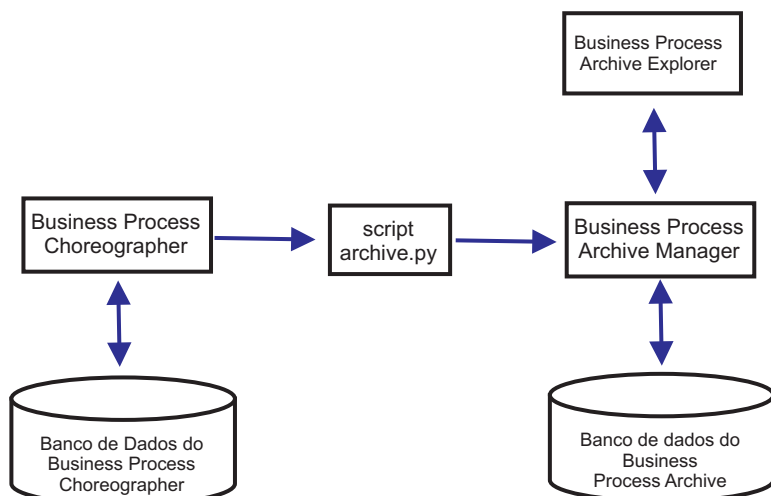 Business Process
Archive Explorer
Business Process
Choreographer
script
archive.py
Business Process
Archive Manager
Banco de Dados do
Business Process
Choreographer
Banco de dados do
Business
Process Archive